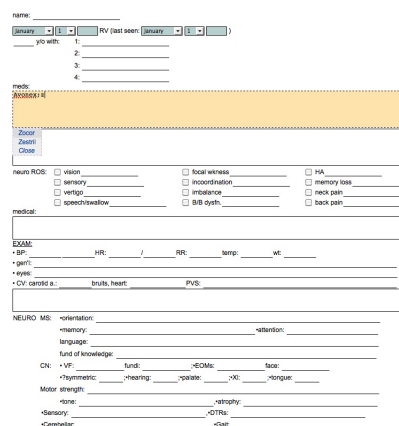 name:
January 1 RV (last seen: January 1 )
y/o with: 1:
2:
3:
4:
meds:
Avonex; z
Zocor
Zestri
Close
neuro ROS: vision focal wkness HA
sensory incoordination memory loss
vertigo imbalance neck pain
speech/swallow B/B dysfn. back pain
medical:
EXAM:
• BP: HR: / RR: temp: wt:
• gen'l:
• eyes:
• CV: carotid a.: bruits, heart: PVS:
NEURO MS: •orientation:
•memory: •attention:
language:
fund of knowledge:
CN: • VF: fundi: ;•EOMs: face:
•?symmetric: ;•hearing: ;•palate: ;•XI: ;•tongue:
Motor strength:
•tone: ,•atrophy:
•Sensory: ,•DTRs:
•Cerebellar: •Gait: